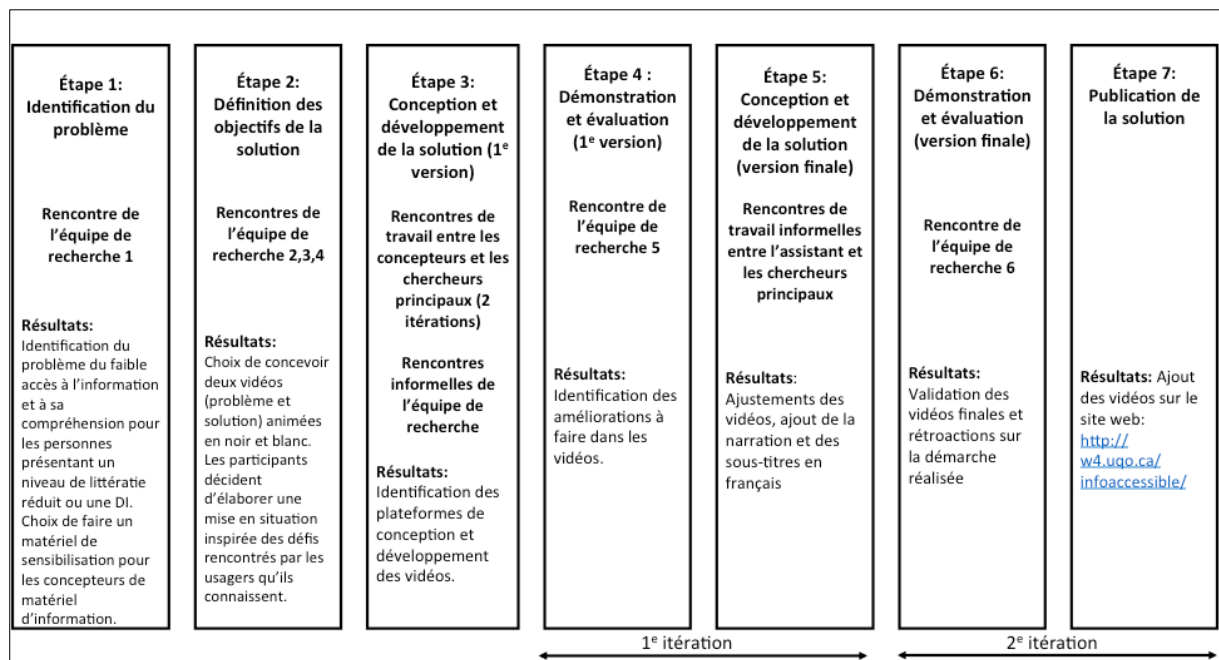 Étape 1:
Identification du
problème
Rencontre de
l’équipe de
recherche 1
Résultats:
Identification du
problème du faible
accès à l’information
et à sa
compréhension pour
les personnes
présentant un
niveau de littératie
réduit ou une DI.
Choix de faire un
matériel de
sensibilisation pour
les concepteurs de
matériel
d’information.
Étape 2:
Définition des
objectifs de la
solution
Rencontres de
l’équipe de
recherche 2,3,4
Résultats:
Choix de concevoir
deux vidéos
(problème et
solution) animées
en noir et blanc.
Les participants
décident
d’élaborer une
mise en situation
inspirée des défis
rencontrés par les
usagers qu’ils
connaissent.
Étape 3:
Conception et
développement
de la solution (1e
version)
Rencontres de
travail entre les
concepteurs et les
chercheurs
principaux (2
itérations)
Rencontres
informelles de
l’équipe de
recherche
Résultats:
Identification des
plateformes de
conception et
développement
des vidéos.
Étape 4 :
Démonstration
et évaluation
(1e version)
Rencontre de
l’équipe de
recherche 5
Résultats:
Identification des
améliorations à
faire dans les
vidéos.
Étape 5:
Conception et
développement
de la solution
(version finale)
Rencontres de
travail informelles
entre l’assistant et
les chercheurs
principaux
Résultats:
Ajustements des
vidéos, ajout de la
narration et des
sous-titres en
français
Étape 6:
Démonstration
et évaluation
(version finale)
Rencontre de
l’équipe de
recherche 6
Résultats:
Validation des
vidéos finales et
rétroactions sur
la démarche
réalisée
Étape 7:
Publication de
la solution
Résultats: Ajout
des vidéos sur le
site web:
http://
w4.uqo.ca/
infoaccessible/
1e itération
2e itération